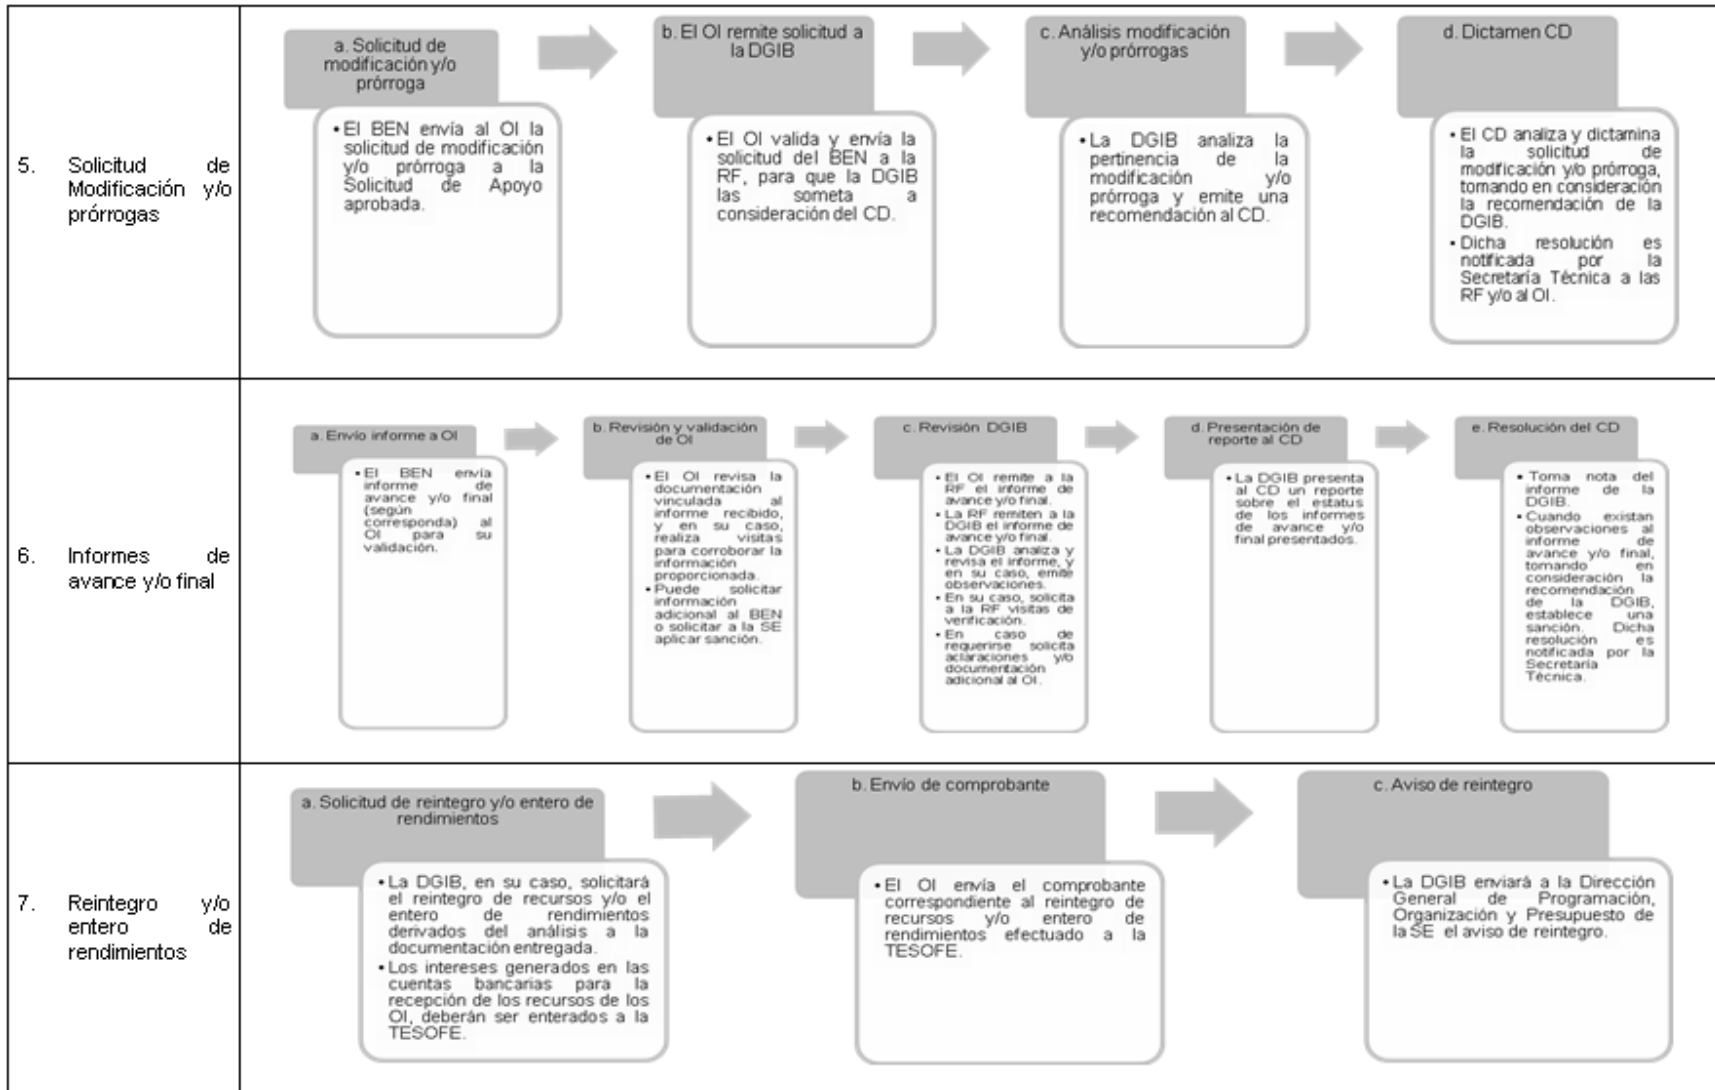 5. Solicitud de
Modificación y/o
prórrogas
a. Solicitud de
modificación y/o
prórroga
• El BEN envía al OI la
solicitud de modificación
y/o prórroga a la
Solicitud de Apoyo
aprobada.
b. El OI remite solicitud a
la DGIB
• El OI valida y envía la
solicitud del BEN a la
RF, para que la DGIB
las someta a
consideración del CD.
c. Análisis modificación
y/o prórrogas
• La DGIB analiza la
pertinencia de la
modificación y/o
prórroga y emite una
recomendación al CD.
d. Dictamen CD
• El CD analiza y dictamina
la solicitud de
modificación y/o prórroga,
tomando en consideración
la recomendación de la
DGIB.
• Dicha resolución es
notificada por la
Secretaría Técnica a las
RF y/o al OI.
6. Informes de
avance y/o final
a. Envío informe a OI
• El BEN envía
informe de
avance y/o final
(según
corresponda) al
OI para su
validación.
b. Revisión y validación
de OI
• El OI revisa la
documentación
vinculada al
informe recibido,
y en su caso,
realiza visitas
para corroborar la
información
proporcionada.
• Puede solicitar
información
adicional al BEN
o solicitar a la SE
aplicar sanción.
c. Revisión DGIB
• El OI remite a la
RF el informe de
avance y/o final.
• La RF remiten a la
DGIB el informe de
avance y/o final.
• La DGIB analiza y
revisa el informe, y
en su caso, emite
observaciones.
• En su caso, solicita
a la RF visitas de
verificación.
• En caso de
requerirse solicita
aclaraciones y/o
documentación
adicional al OI.
d. Presentación de
reporte al CD
• La DGIB presenta
al CD un reporte
sobre el estatus
de los informes
de avance y/o
final presentados.
e. Resolución del CD
• Toma nota del
informe de la
DGIB.
• Cuando existan
observaciones al
informe de
avance y/o final,
tomando en
consideración la
recomendación
de la DGIB,
establece una
sanción. Dicha
resolución es
notificada por la
Secretaría
Técnica.
7. Reintegro y/o
entero de
rendimientos
a. Solicitud de reintegro y/o entero de
rendimientos
• La DGIB, en su caso, solicitará
el reintegro de recursos y/o el
entero de rendimientos
derivados del análisis a la
documentación entregada.
• Los intereses generados en las
cuentas bancarias para la
recepción de los recursos de los
OI, deberán ser enterados a la
TESOFE.
b. Envío de comprobante
• El OI envía el comprobante
correspondiente al reintegro de
recursos y/o entero de
rendimientos efectuado a la
TESOFE.
c. Aviso de reintegro
• La DGIB enviará a la Dirección
General de Programación,
Organización y Presupuesto de
la SE el aviso de reintegro.